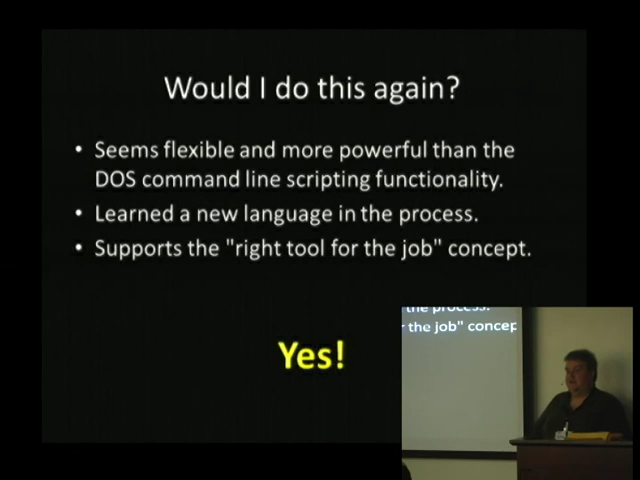 Would I do this again?
• Seems flexible and more powerful than the
DOS command line scripting functionality.
• Learned a new language in the process.
• Supports the "right tool for the job" concept.
Yes!
the process.
the job" concep